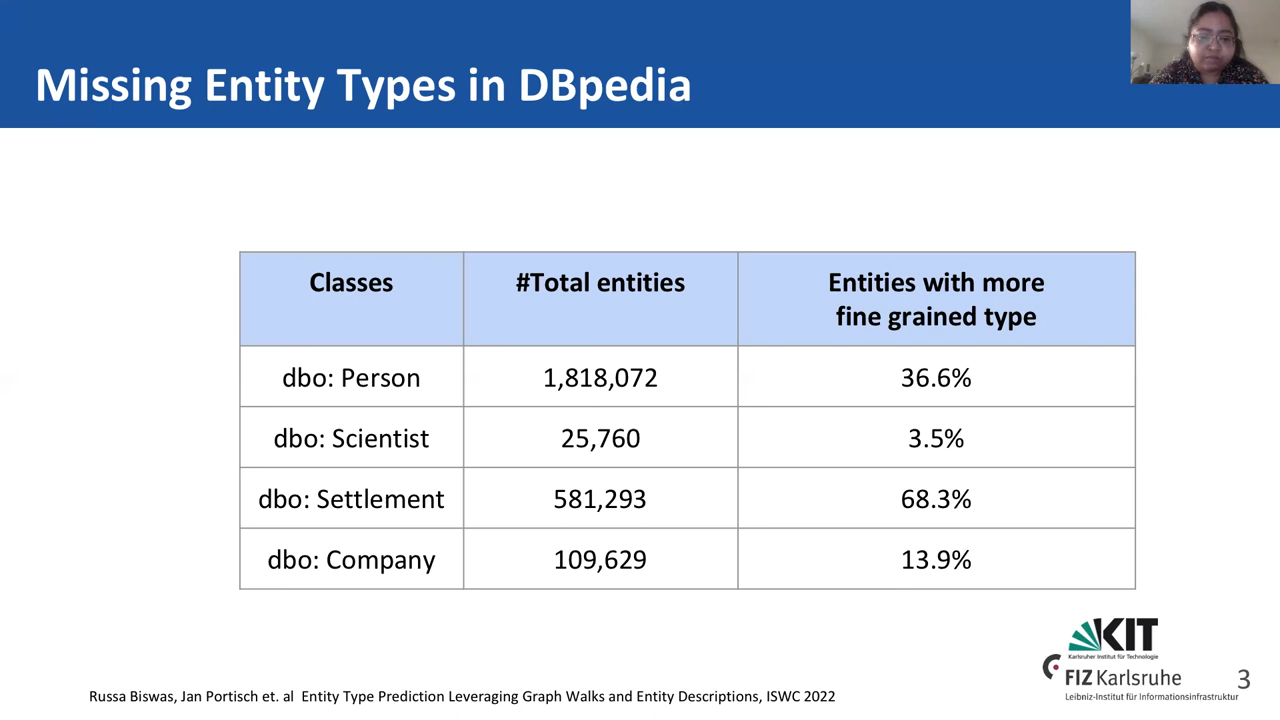 Missing Entity Types in DBpedia
Classes
#Total entities
Entities with more
fine grained type
dbo: Person
1,818,072
36.6%
dbo: Scientist
25,760
3.5%
dbo: Settlement
581,293
68.3%
dbo: Company
109,629
13.9%
KIT
Karlsruher Institut für Technologie
FIZ Karlsruhe
Leibniz-Institut für Informationsinfrastruktur
3
Russa Biswas, Jan Portisch et. al Entity Type Prediction Leveraging Graph Walks and Entity Descriptions, ISWC 2022